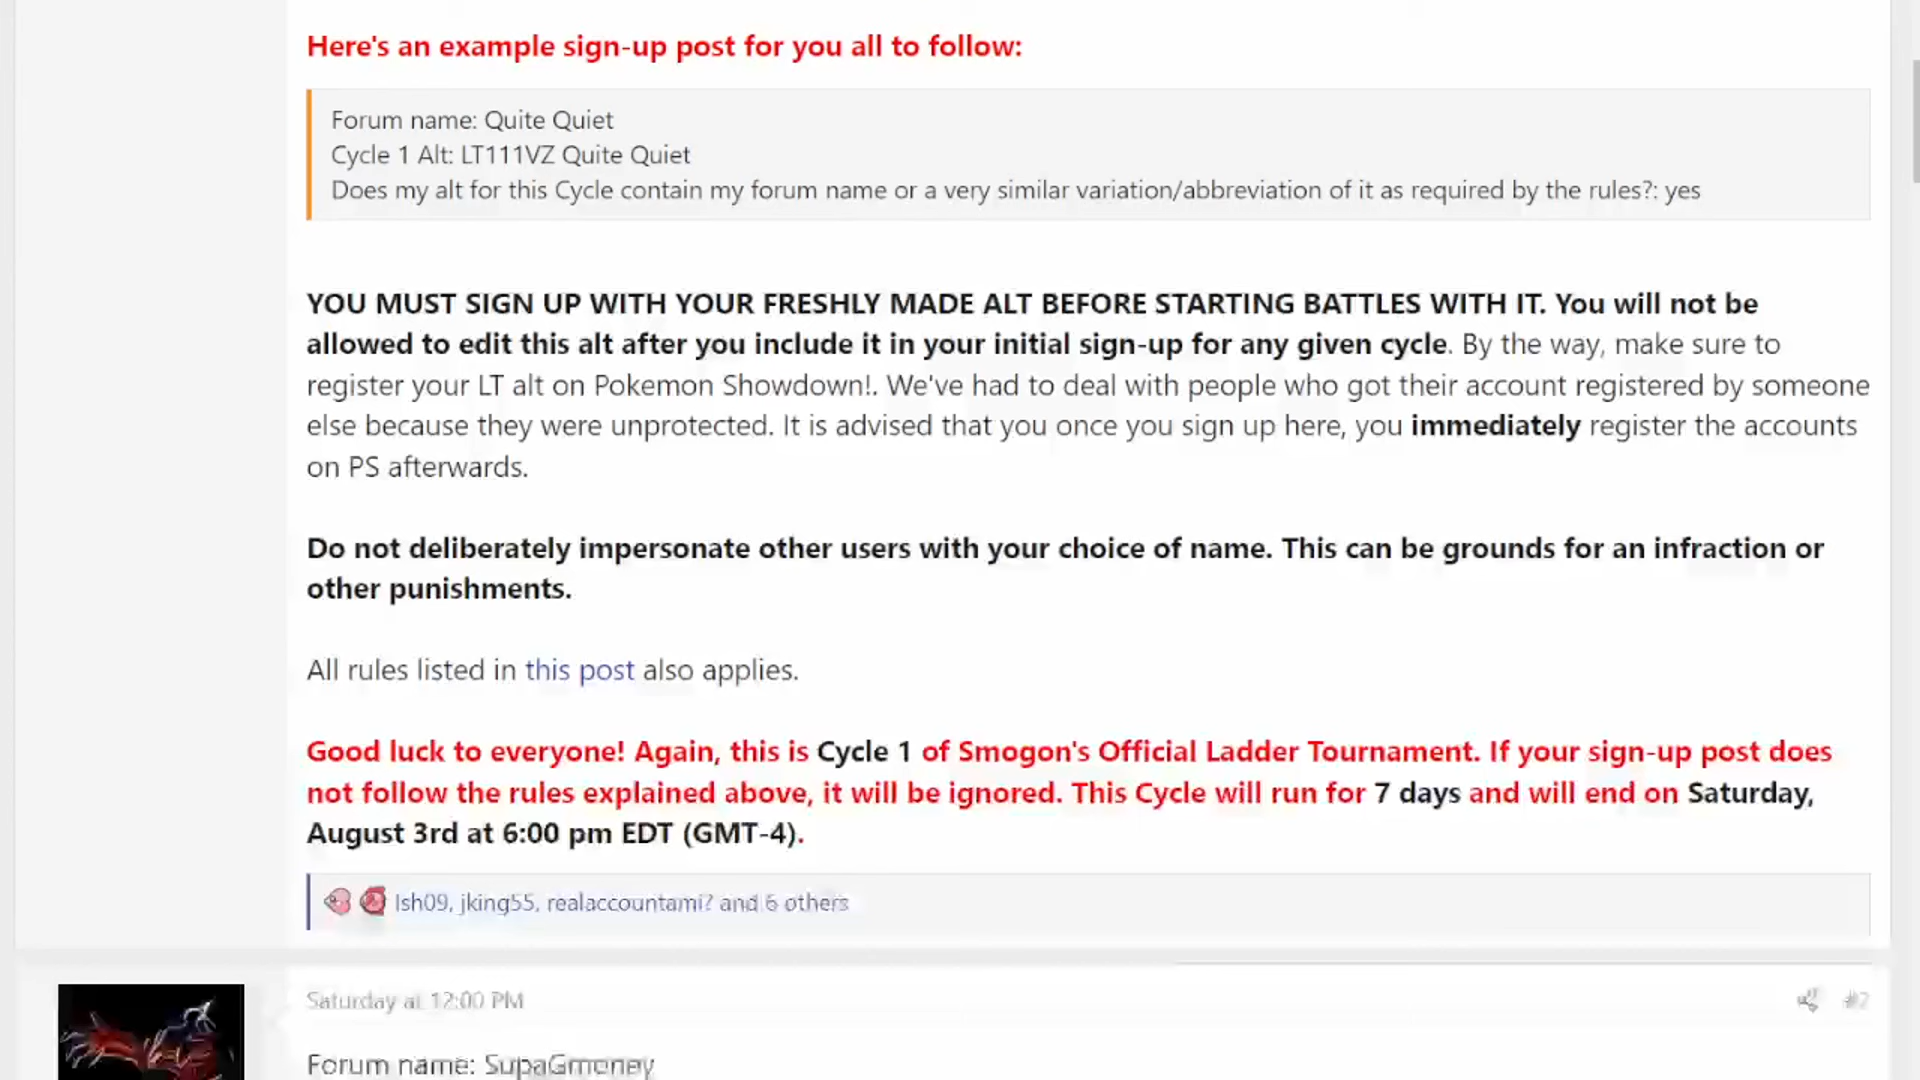 Here's an example sign-up post for you all to follow:
Forum name: Quite Quiet
Cycle 1 Alt: LT111VZ Quite Quiet
Does my alt for this Cycle contain my forum name or a very similar variation/abbreviation of it as required by the rules?: yes
YOU MUST SIGN UP WITH YOUR FRESHLY MADE ALT BEFORE STARTING BATTLES WITH IT. You will not be
allowed to edit this alt after you include it in your initial sign-up for any given cycle. By the way, make sure to
register your LT alt on Pokemon Showdown!. We've had to deal with people who got their account registered by someone
else because they were unprotected. It is advised that you once you sign up here, you immediately register the accounts
on PS afterwards.
Do not deliberately impersonate other users with your choice of name. This can be grounds for an infraction or
other punishments.
All rules listed in this post also applies.
Good luck to everyone! Again, this is Cycle 1 of Smogon's Official Ladder Tournament. If your sign-up post does
not follow the rules explained above, it will be ignored. This Cycle will run for 7 days and will end on Saturday,
August 3rd at 6:00 pm EDT (GMT-4).
lsh09, jking55, realaccountami? and 6 others
Saturday at 12:00 PM
#2
Forum name: SupaGmoney